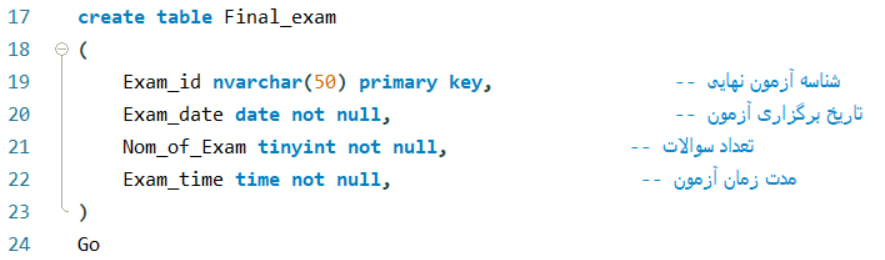 17 create table Final_exam
18 (
19 Exam_id nvarchar(50) primary key, -- شناسه آزمون نهایی
20 Exam_date date not null, -- تاریخ برگزاری آزمون
21 Nom_of_Exam tinyint not null, -- تعداد سوالات
22 Exam_time time not null, -- مدت زمان آزمون
23 )
24 Go